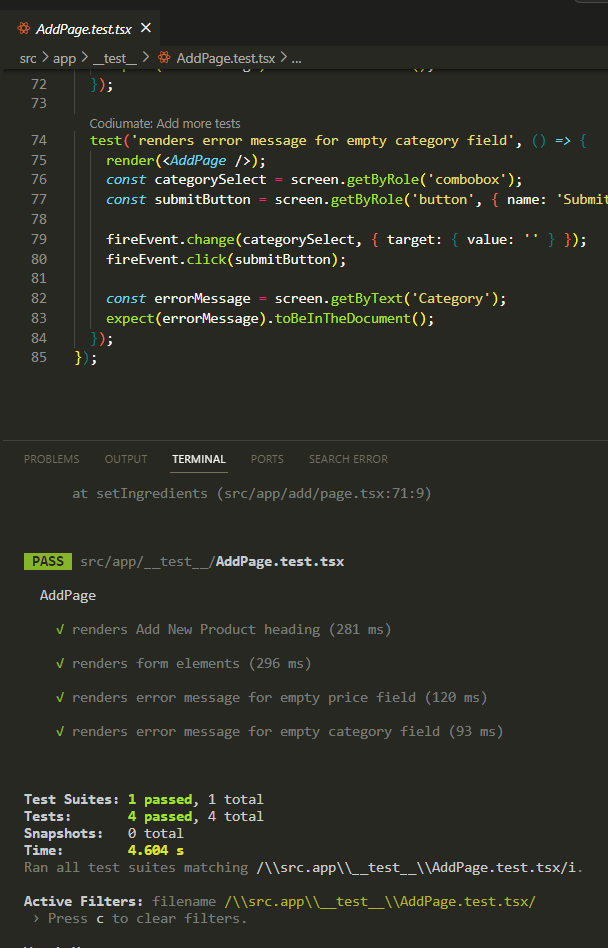 AddPage.test.tsx ×
src > app > __test__ > AddPage.test.tsx > ...
72 });
73
Codiumate: Add more tests
74 test('renders error message for empty category field', () => {
75 render(<AddPage />);
76 const categorySelect = screen.getByRole('combobox');
77 const submitButton = screen.getByRole('button', { name: 'Submit
78
79 fireEvent.change(categorySelect, { target: { value: '' } });
80 fireEvent.click(submitButton);
81
82 const errorMessage = screen.getByText('Category');
83 expect(errorMessage).toBeInTheDocument();
84 });
85 });
PROBLEMS OUTPUT TERMINAL PORTS SEARCH ERROR
at setIngredients (src/app/add/page.tsx:71:9)
PASS src/app/__test__/AddPage.test.tsx
AddPage
√ renders Add New Product heading (281 ms)
√ renders form elements (296 ms)
√ renders error message for empty price field (120 ms)
√ renders error message for empty category field (93 ms)
Test Suites: 1 passed, 1 total
Tests: 4 passed, 4 total
Snapshots: 0 total
Time: 4.604 s
Ran all test suites matching /\\src.app\\__test__\\AddPage.test.tsx/i.
Active Filters: filename /\\src.app\\__test__\\AddPage.test.tsx/
› Press c to clear filters.